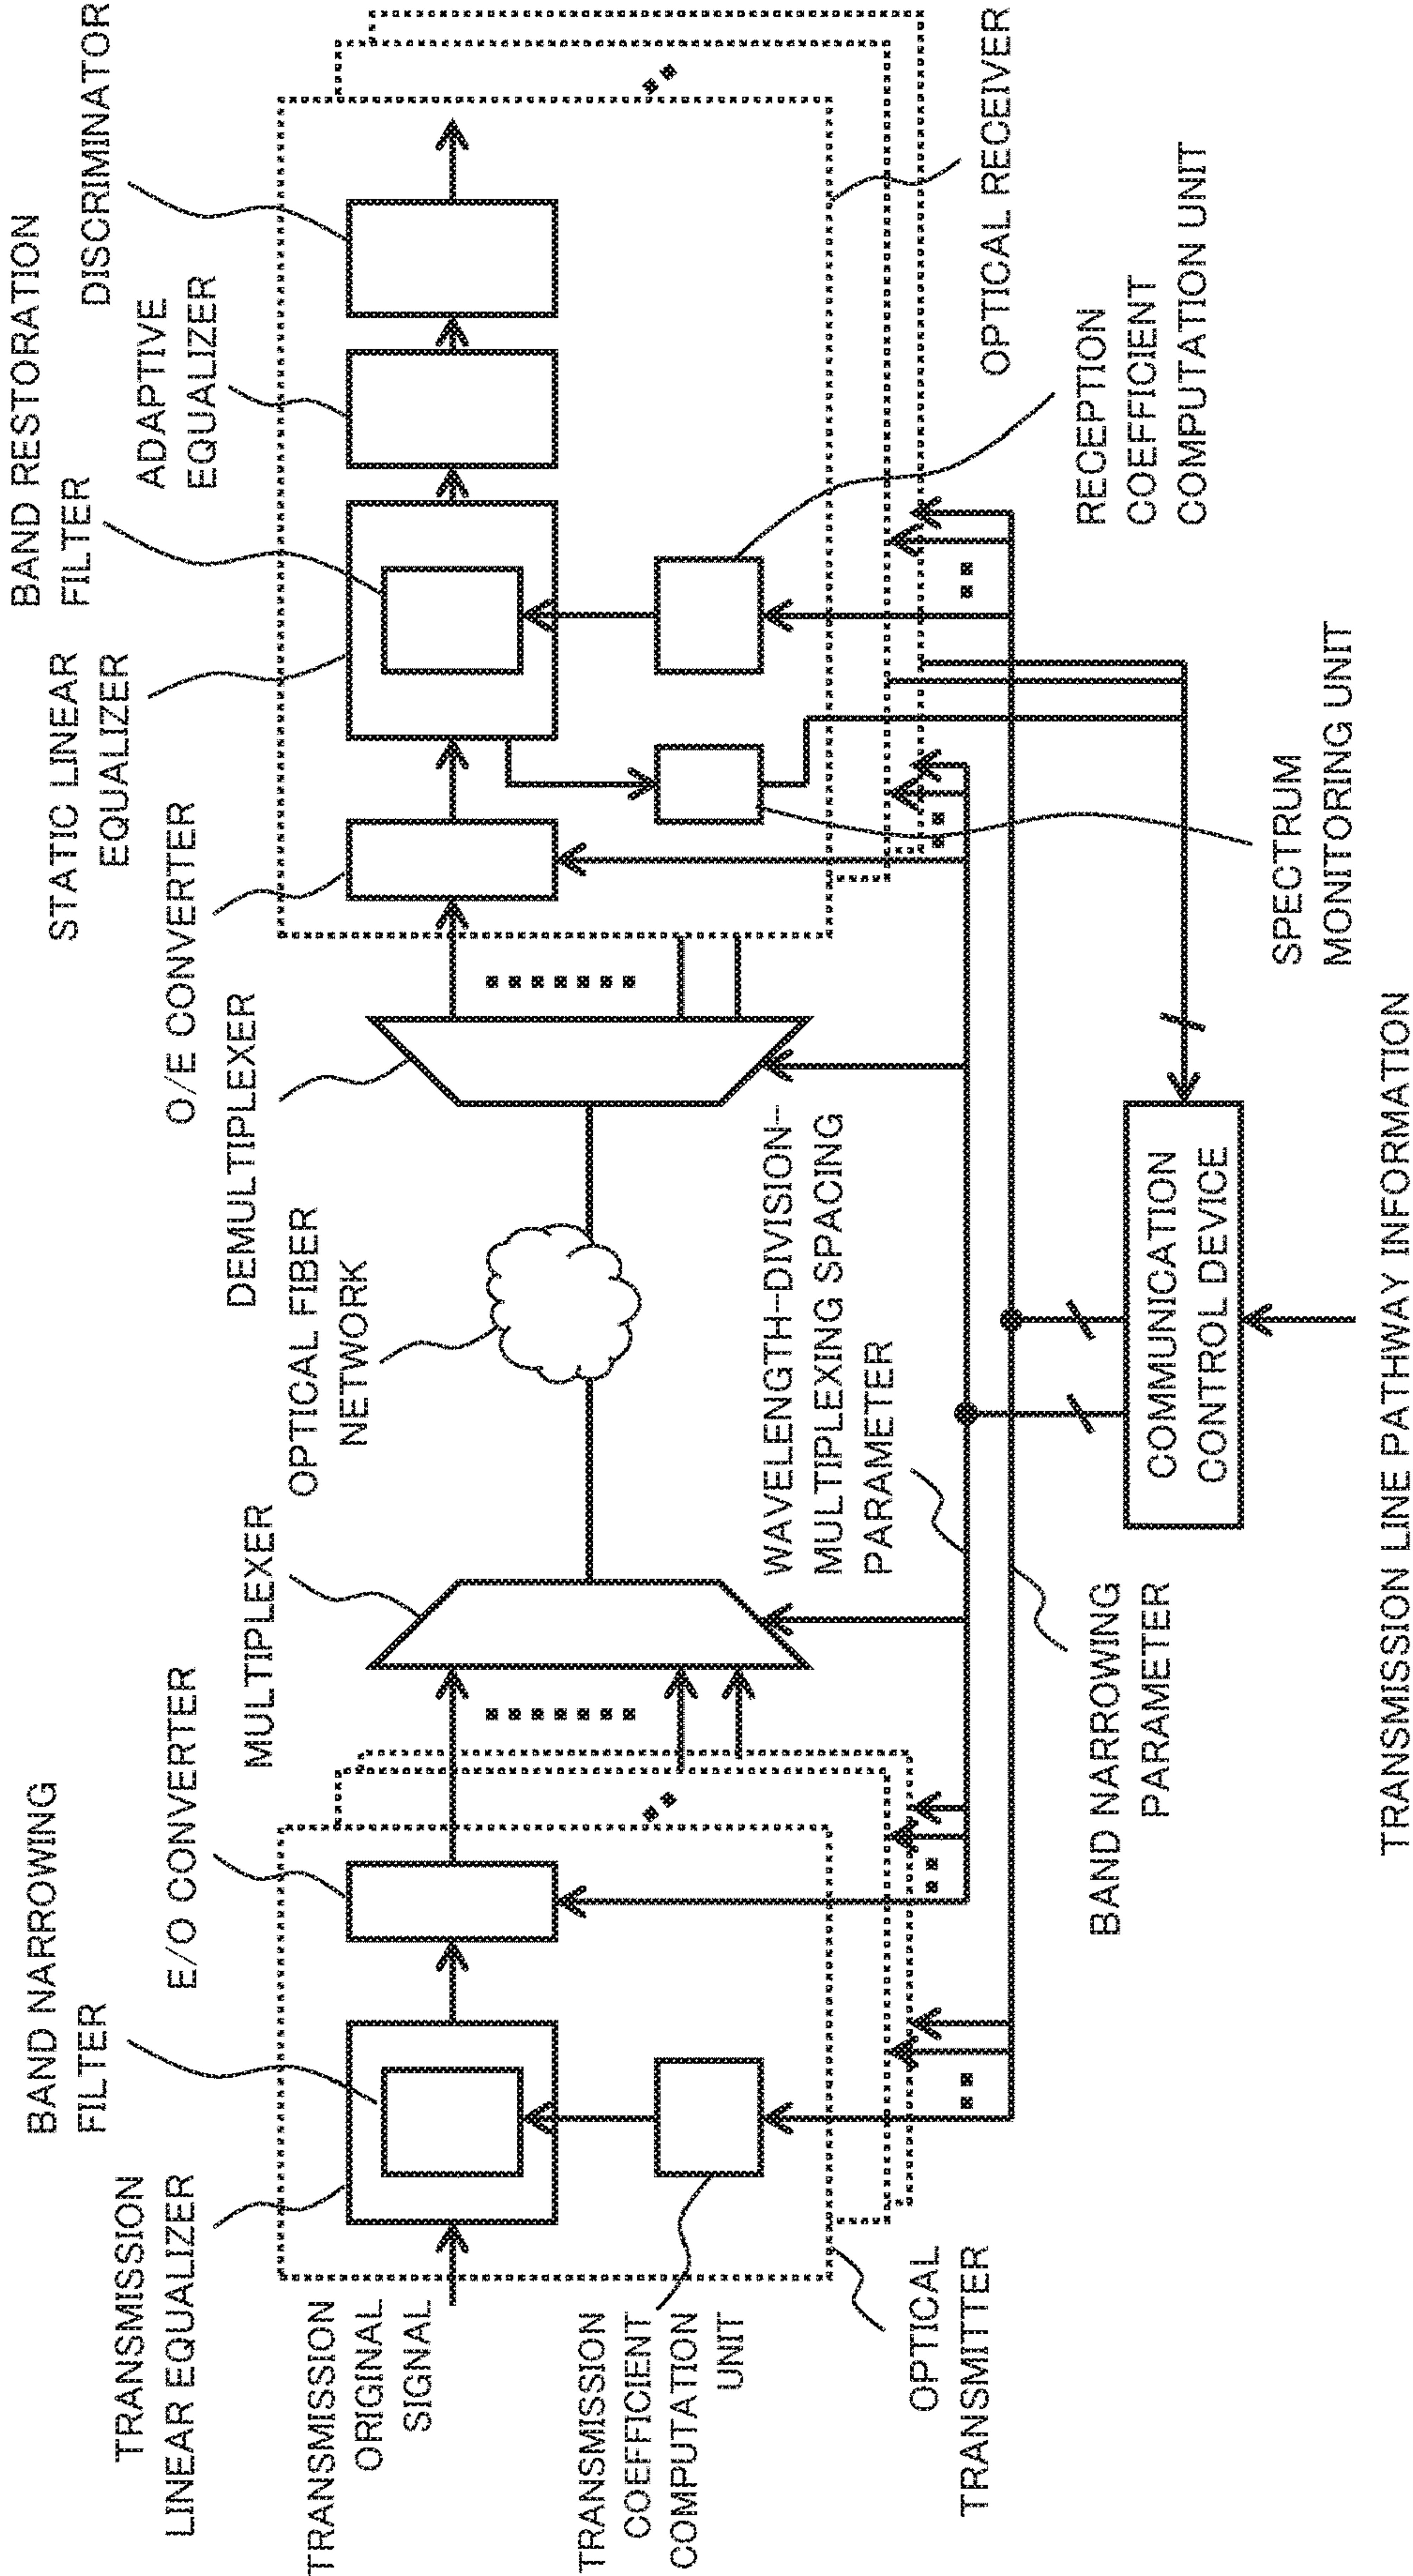 TRANSMISSION
LINEAR EQUALIZER
BAND NARROWING
FILTER
E/O CONVERTER
MULTIPLEXER
OPTICAL FIBER
NETWORK
DEMULTIPLEXER
O/E CONVERTER
STATIC LINEAR
EQUALIZER
BAND RESTORATION
FILTER
ADAPTIVE
EQUALIZER
DISCRIMINATOR
TRANSMISSION
ORIGINAL
SIGNAL
TRANSMISSION
COEFFICIENT
COMPUTATION
UNIT
OPTICAL
TRANSMITTER
WAVELENGTH-DIVISION-
MULTIPLEXING SPACING
PARAMETER
BAND NARROWING
PARAMETER
COMMUNICATION
CONTROL DEVICE
TRANSMISSION LINE PATHWAY INFORMATION
SPECTRUM
MONITORING UNIT
RECEPTION
COEFFICIENT
COMPUTATION UNIT
OPTICAL RECEIVER